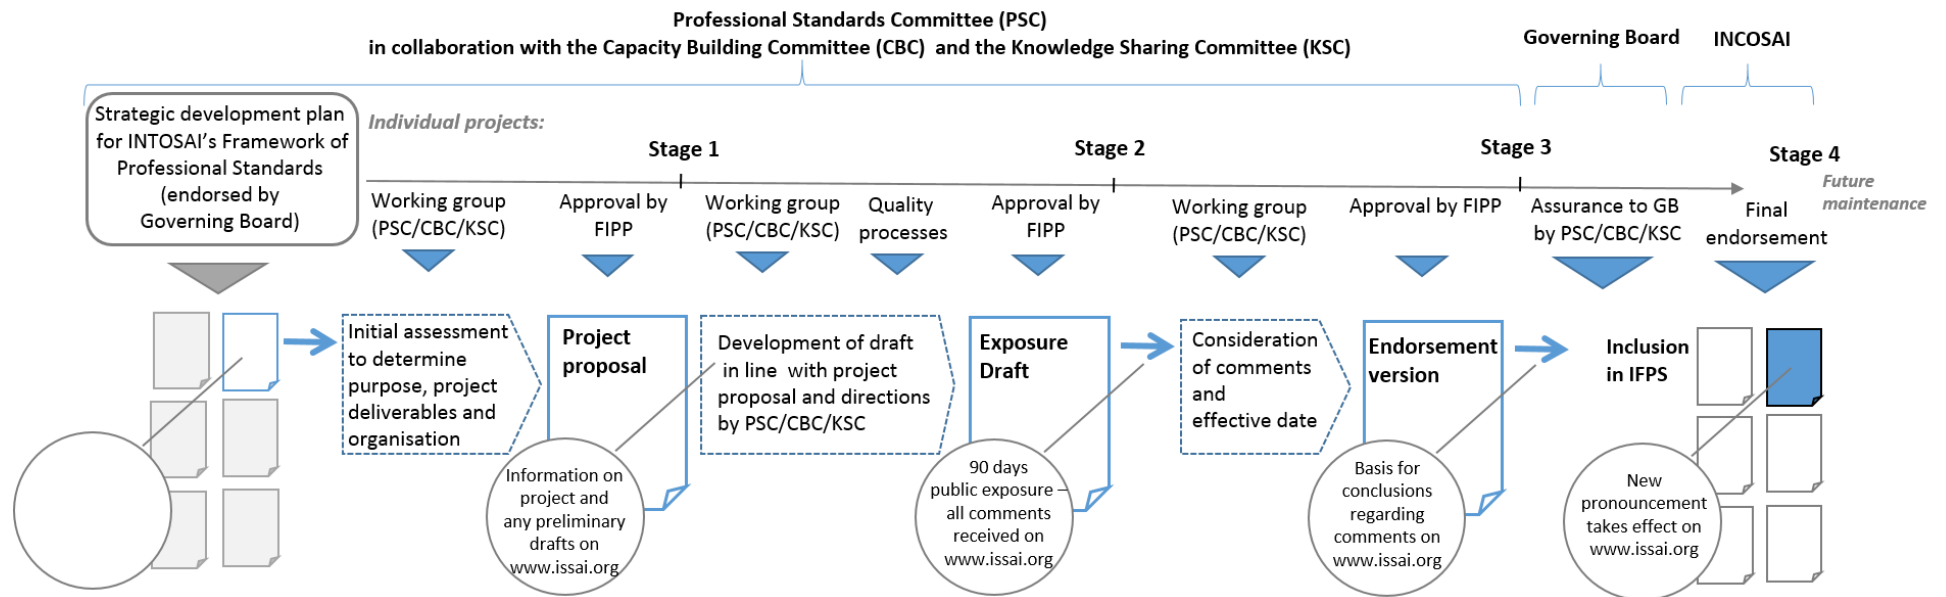 Professional Standards Committee (PSC)
in collaboration with the Capacity Building Committee (CBC) and the Knowledge Sharing Committee (KSC)
Governing Board
INCOSAI
Strategic development plan
for INTOSAI's Framework of
Professional Standards
(endorsed by
Governing Board)
Individual projects:
Stage 1
Stage 2
Stage 3
Stage 4
Future
maintenance
Working group
(PSC/CBC/KSC)
Approval by
FIPP
Working group
(PSC/CBC/KSC)
Quality
processes
Approval by
FIPP
Working group
(PSC/CBC/KSC)
Approval by FIPP
Assurance to GB
by PSC/CBC/KSC
Final
endorsement
Initial assessment
to determine
purpose, project
deliverables and
organisation
Project
proposal
Information on
project and
any preliminary
drafts on
www.issai.org
Development of draft
in line with project
proposal and directions
by PSC/CBC/KSC
Exposure
Draft
90 days
public exposure –
all comments
received on
www.issai.org
Consideration
of comments
and
effective date
Endorsement
version
Basis for
conclusions
regarding
comments on
www.issai.org
Inclusion
in IFPS
New
pronouncement
takes effect on
www.issai.org